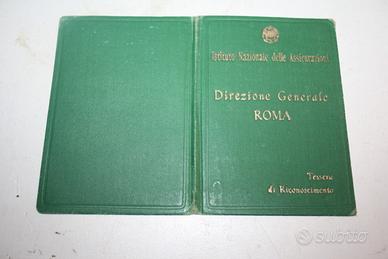 Istituto Nazionale delle Assicurazioni
Direzione Generale
ROMA
Tessera
di Riconoscimento
subito